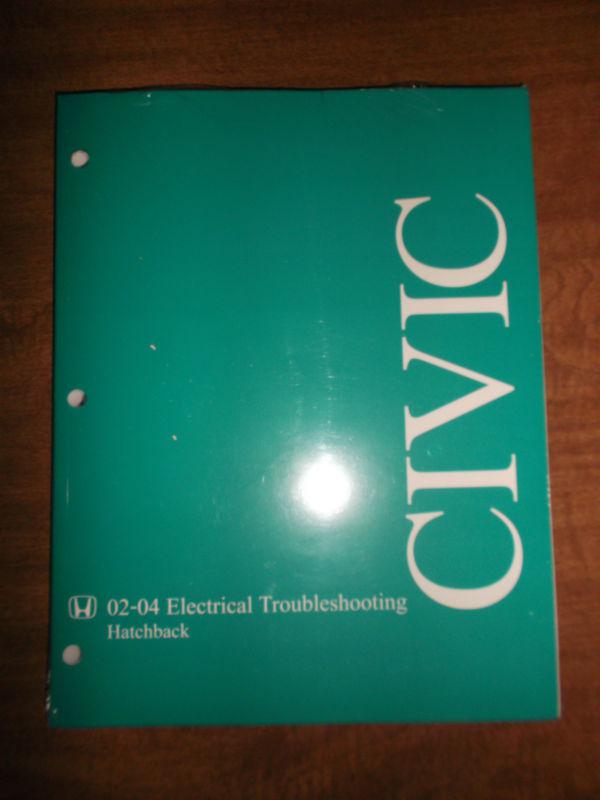 CIVIC
02-04 Electrical Troubleshooting
Hatchback